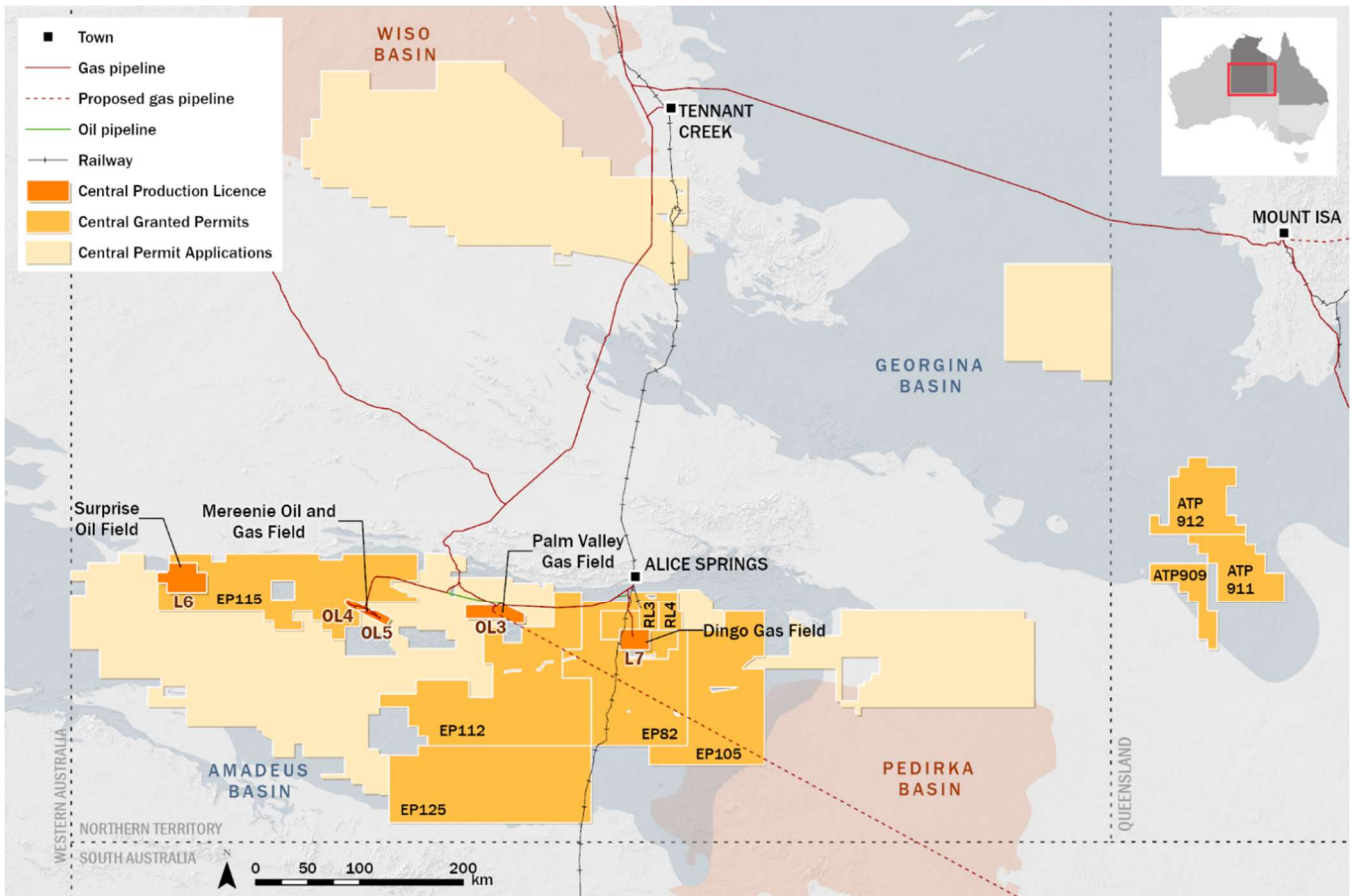 Town
Gas pipeline
Proposed gas pipeline
Oil pipeline
Railway
Central Production Licence
Central Granted Permits
Central Permit Applications
WISO
BASIN
TENNANT
CREEK
MOUNT ISA
GEORGINA
BASIN
Surprise
Oil Field
Mereenie Oil and
Gas Field
Palm Valley
Gas Field
ALICE SPRINGS
ATP
912
ATP909
ATP
911
L6
EP115
OL4
OL5
OL3
RL3
RL4
Dingo Gas Field
L7
EP112
EP82
EP105
EP125
AMADEUS
BASIN
PEDIRKA
BASIN
WESTERN AUSTRALIA
QUEENSLAND
NORTHERN TERRITORY
SOUTH AUSTRALIA
N
0 50 100 200
km